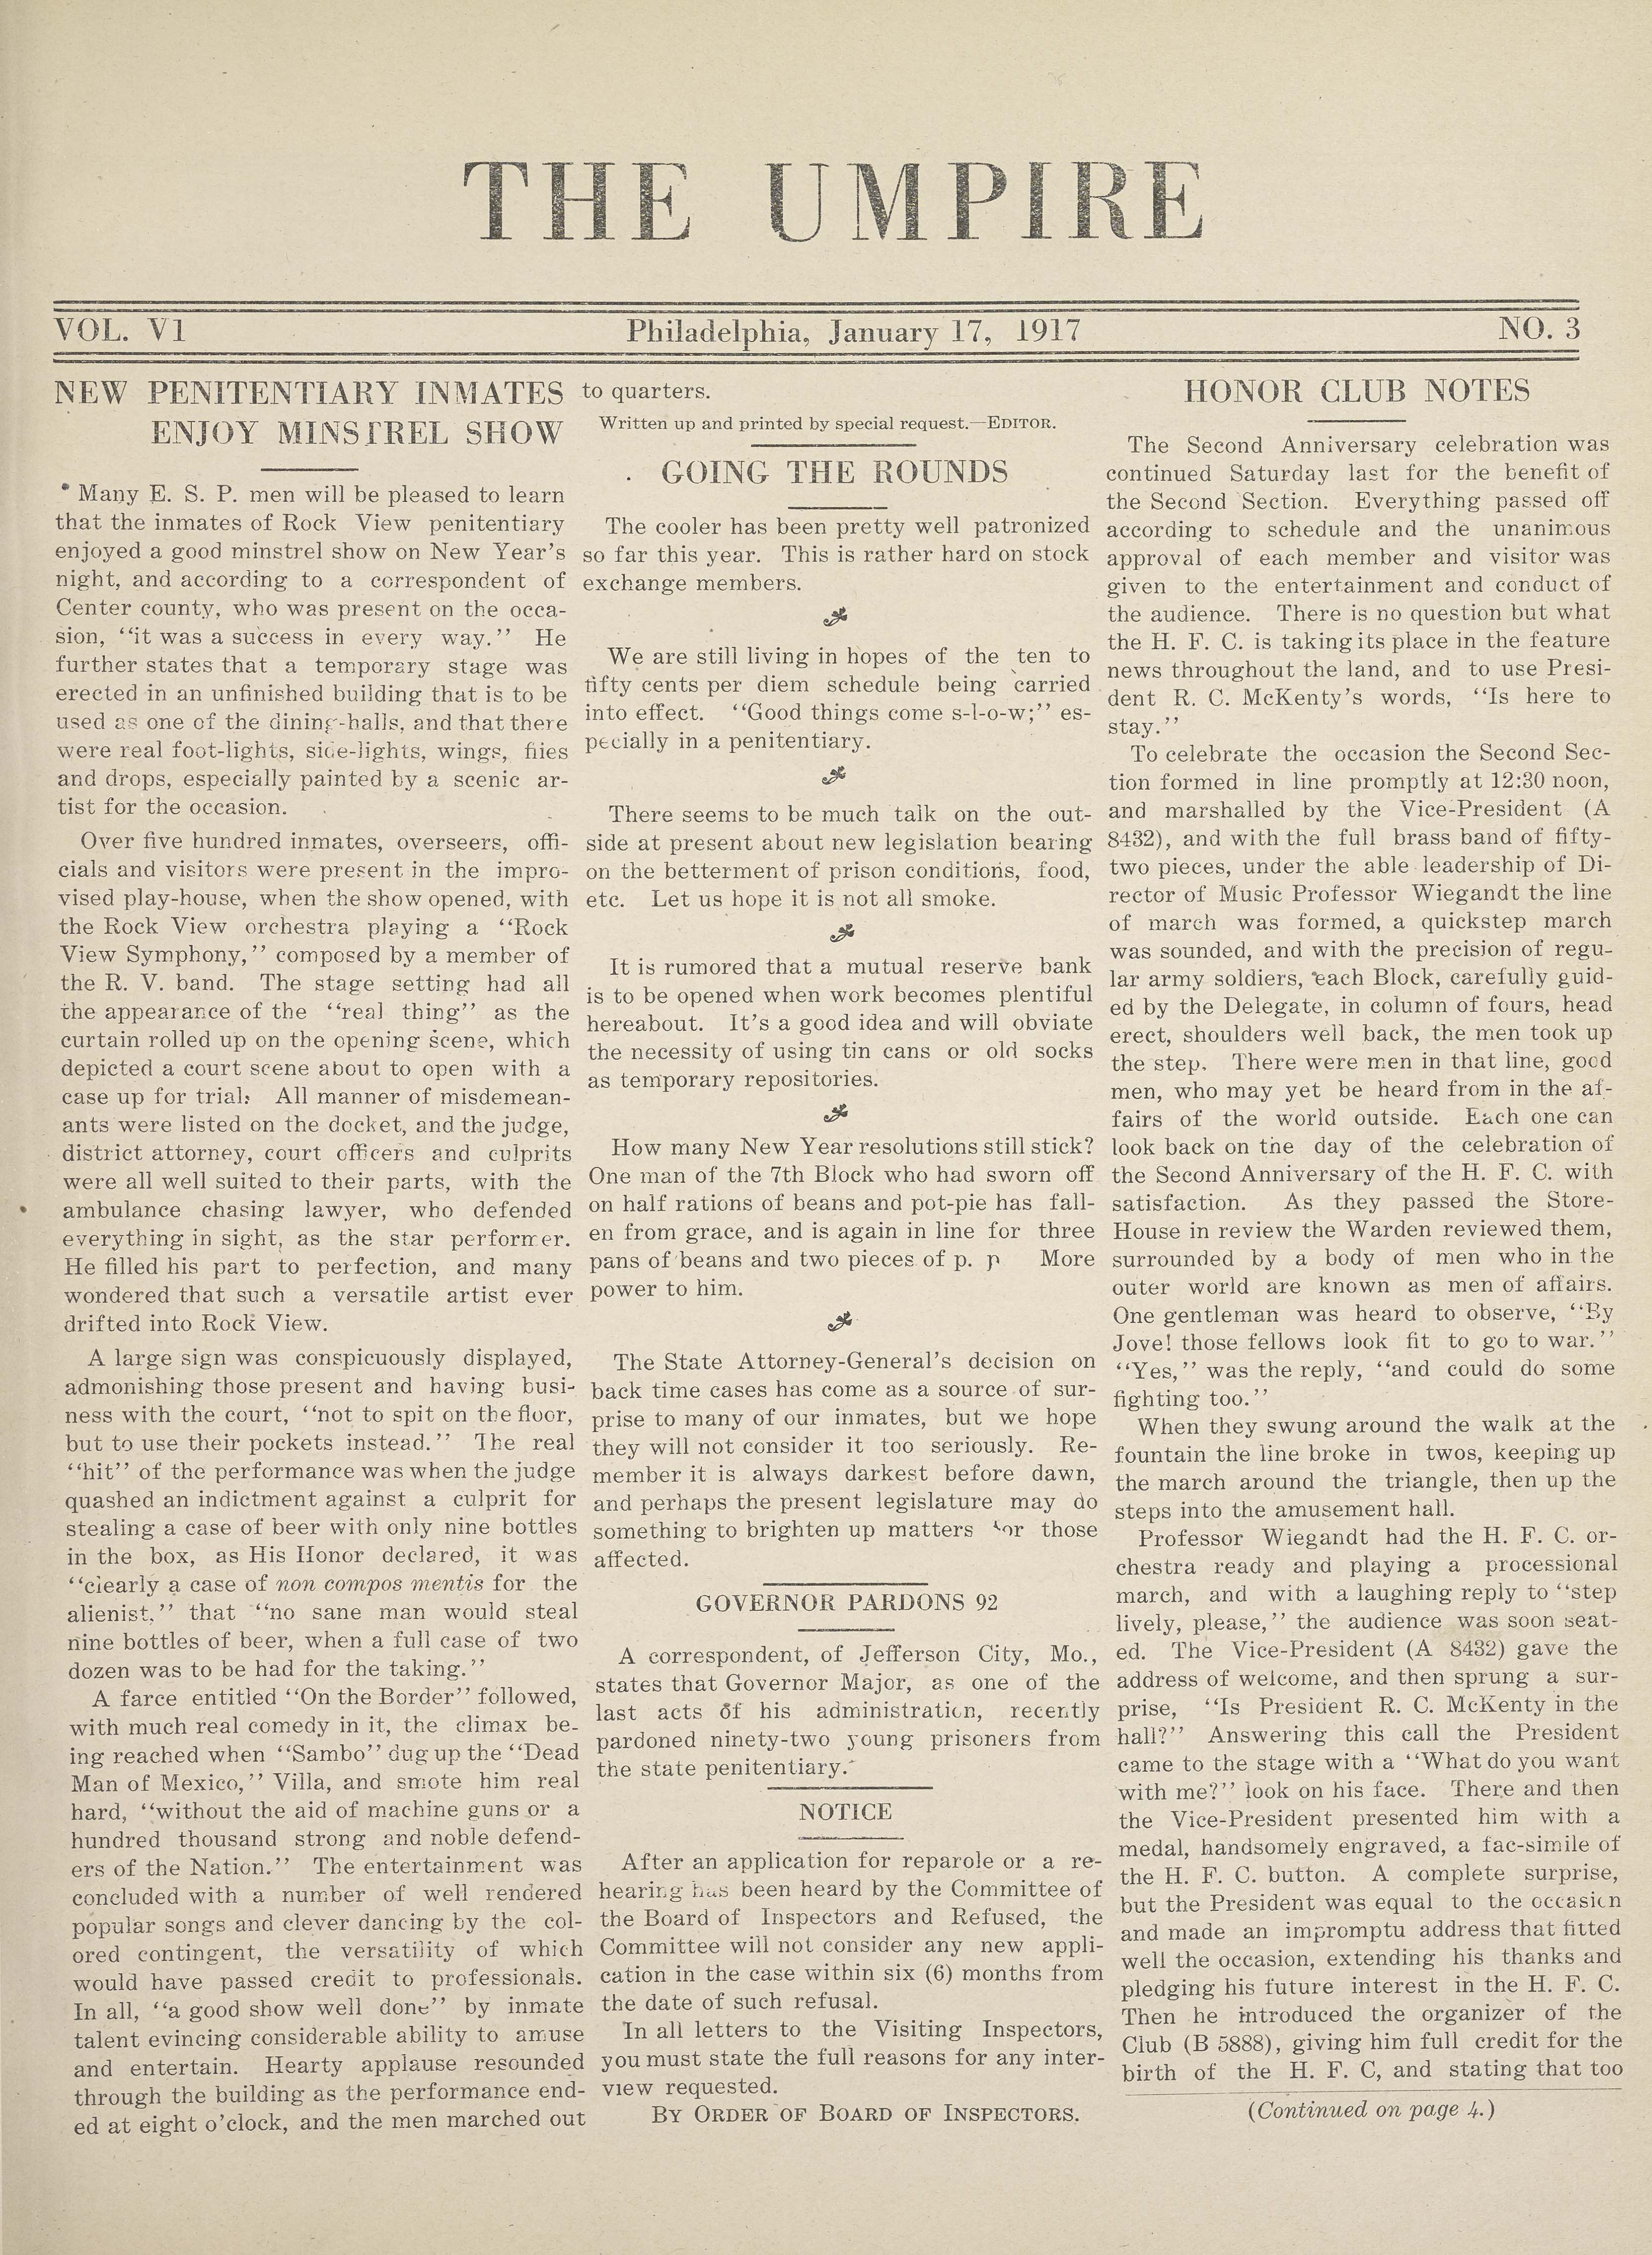 THE UMPIRE
VOL. V1
Philadelphia, January 17, 1917
NO. 3
NEW PENITENTIARY INMATES
ENJOY MINSTREL SHOW
Many E. S. P. men will be pleased to learn
that the inmates of Rock View penitentiary
enjoyed a good minstrel show on New Year's
night, and according to a correspondent of
Center county, who was present on the occa-
sion, "it was a success in every way." He
further states that a temporary stage was
erected in an unfinished building that is to be
used as one of the dining-halls, and that there
were real foot-lights, side-lights, wings, flies
and drops, especially painted by a scenic ar-
tist for the occasion.
Over five hundred inmates, overseers, offi-
cials and visitors were present in the impro-
vised play-house, when the show opened, with
the Rock View orchestra playing a "Rock
View Symphony," composed by a member of
the R. V. band. The stage setting had all
the appearance of the "real thing" as the
curtain rolled up on the opening scene, which
depicted a court scene about to open with a
case up for trial. All manner of misdemean-
ants were listed on the docket, and the judge,
district attorney, court officers and culprits
were all well suited to their parts, with the
ambulance chasing lawyer, who defended
everything in sight, as the star performer.
He filled his part to perfection, and many
wondered that such a versatile artist ever
drifted into Rock View.
A large sign was conspicuously displayed,
admonishing those present and having busi-
ness with the court, "not to spit on the floor,
but to use their pockets instead." The real
"hit" of the performance was when the judge
quashed an indictment against a culprit for
stealing a case of beer with only nine bottles
in the box, as His Honor declared, it was
"clearly a case of non compos mentis for the
alienist," that "no sane man would steal
nine bottles of beer, when a full case of two
dozen was to be had for the taking."
A farce entitled "On the Border" followed,
with much real comedy in it, the climax be-
ing reached when "Sambo" dug up the "Dead
Man of Mexico," Villa, and smote him real
hard, "without the aid of machine guns or a
hundred thousand strong and noble defend-
ers of the Nation." The entertainment was
concluded with a number of well rendered
popular songs and clever dancing by the col-
ored contingent, the versatility of which
would have passed credit to professionals.
In all, "a good show well done" by inmate
talent evincing considerable ability to amuse
and entertain. Hearty applause resounded
through the building as the performance end-
ed at eight o'clock, and the men marched out
to quarters.
Written up and printed by special request.—EDITOR.
GOING THE ROUNDS
The cooler has been pretty well patronized
so far this year. This is rather hard on stock
exchange members.
We are still living in hopes of the ten to
fifty cents per diem schedule being carried
into effect. "Good things come s-l-o-w;" es-
pecially in a penitentiary.
There seems to be much talk on the out-
side at present about new legislation bearing
on the betterment of prison conditions, food,
etc. Let us hope it is not all smoke.
It is rumored that a mutual reserve bank
is to be opened when work becomes plentiful
hereabout. It's a good idea and will obviate
the necessity of using tin cans or old socks
as temporary repositories.
How many New Year resolutions still stick?
One man of the 7th Block who had sworn off
on half rations of beans and pot-pie has fall-
en from grace, and is again in line for three
pans of beans and two pieces of p. p More
power to him.
The State Attorney-General's decision on
back time cases has come as a source of sur-
prise to many of our inmates, but we hope
they will not consider it too seriously. Re-
member it is always darkest before dawn,
and perhaps the present legislature may do
something to brighten up matters for those
affected.
GOVERNOR PARDONS 92
A correspondent, of Jefferson City, Mo.,
states that Governor Major, as one of the
last acts of his administration, recently
pardoned ninety-two young prisoners from
the state penitentiary.
NOTICE
After an application for reparole or a re-
hearing has been heard by the Committee of
the Board of Inspectors and Refused, the
Committee will not consider any new appli-
cation in the case within six (6) months from
the date of such refusal.
In all letters to the Visiting Inspectors,
you must state the full reasons for any inter-
view requested.
BY ORDER OF BOARD OF INSPECTORS.
HONOR CLUB NOTES
The Second Anniversary celebration was
continued Saturday last for the benefit of
the Second Section. Everything passed off
according to schedule and the unanimous
approval of each member and visitor was
given to the entertainment and conduct of
the audience. There is no question but what
the H. F. C. is taking its place in the feature
news throughout the land, and to use Presi-
dent R. C. McKenty's words, "Is here to
stay."
To celebrate the occasion the Second Sec-
tion formed in line promptly at 12:30 noon,
and marshalled by the Vice-President (A
8432), and with the full brass band of fifty-
two pieces, under the able leadership of Di-
rector of Music Professor Wiegandt the line
of march was formed, a quickstep march
was sounded, and with the precision of regu-
lar army soldiers, each Block, carefully guid-
ed by the Delegate, in column of fours, head
erect, shoulders well back, the men took up
the step. There were men in that line, good
men, who may yet be heard from in the af-
fairs of the world outside. Each one can
look back on the day of the celebration of
the Second Anniversary of the H. F. C. with
satisfaction. As they passed the Store-
House in review the Warden reviewed them,
surrounded by a body of men who in the
outer world are known as men of affairs.
One gentleman was heard to observe, "By
Jove! those fellows look fit to go to war."
"Yes," was the reply, "and could do some
fighting too."
When they swung around the walk at the
fountain the line broke in twos, keeping up
the march around the triangle, then up the
steps into the amusement hall.
Professor Wiegandt had the H. F. C. or-
chestra ready and playing a processional
march, and with a laughing reply to "step
lively, please," the audience was soon seat-
ed. The Vice-President (A 8432) gave the
address of welcome, and then sprung a sur-
prise, "Is President R. C. McKenty in the
hall?" Answering this call the President
came to the stage with a "What do you want
with me?" look on his face. There and then
the Vice-President presented him with a
medal, handsomely engraved, a fac-simile of
the H. F. C. button. A complete surprise,
but the President was equal to the occasion
and made an impromptu address that fitted
well the occasion, extending his thanks and
pledging his future interest in the H. F. C.
Then he introduced the organizer of the
Club (B 5888), giving him full credit for the
birth of the H. F. C, and stating that too
(Continued on page 4.)